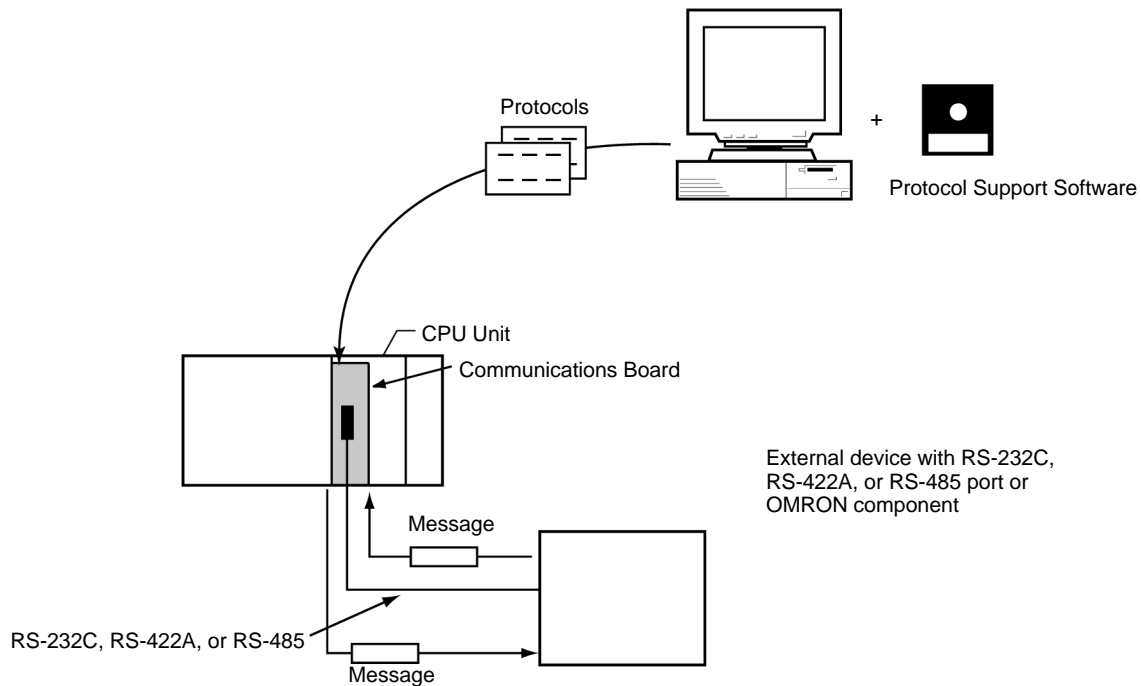 Protocols
+
Protocol Support Software
CPU Unit
Communications Board
External device with RS-232C,
RS-422A, or RS-485 port or
OMRON component
Message
RS-232C, RS-422A, or RS-485
Message